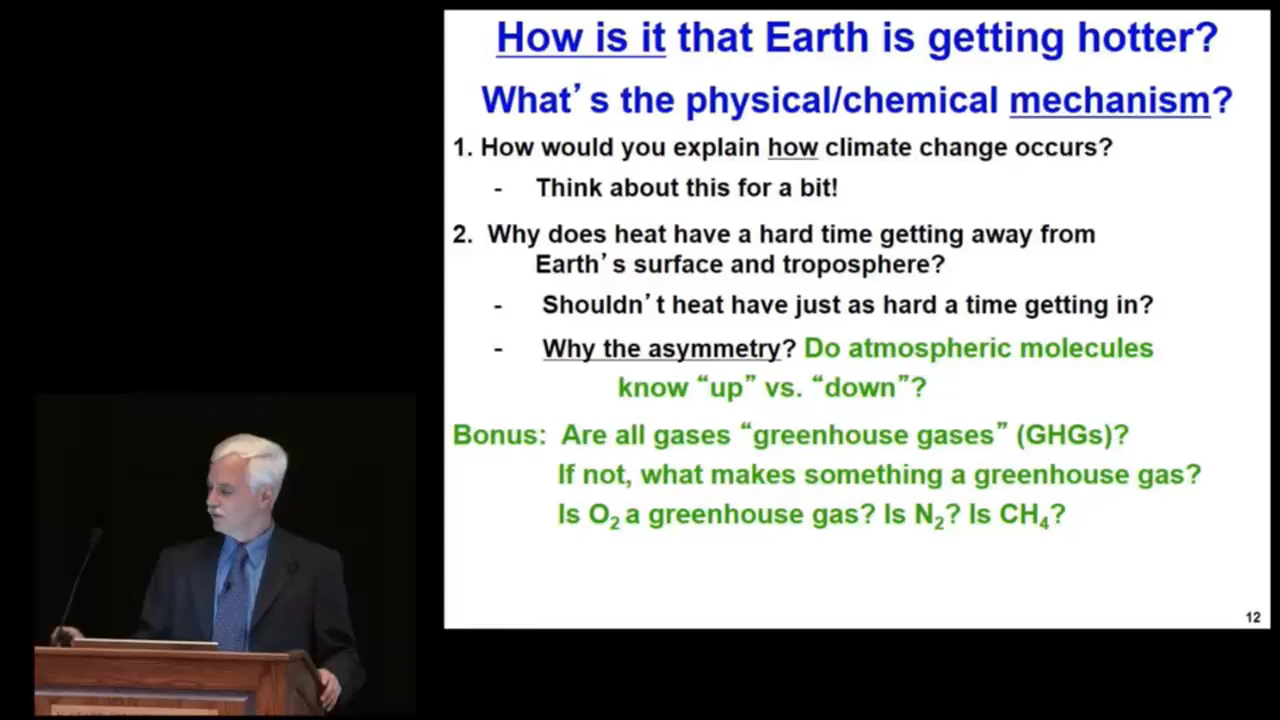 How is it that Earth is getting hotter?
What's the physical/chemical mechanism?
1. How would you explain how climate change occurs?
- Think about this for a bit!
2. Why does heat have a hard time getting away from
Earth's surface and troposphere?
- Shouldn't heat have just as hard a time getting in?
- Why the asymmetry? Do atmospheric molecules
know “up” vs. “down”?
Bonus: Are all gases “greenhouse gases” (GHGs)?
If not, what makes something a greenhouse gas?
Is O₂ a greenhouse gas? Is N₂? Is CH₄?
12